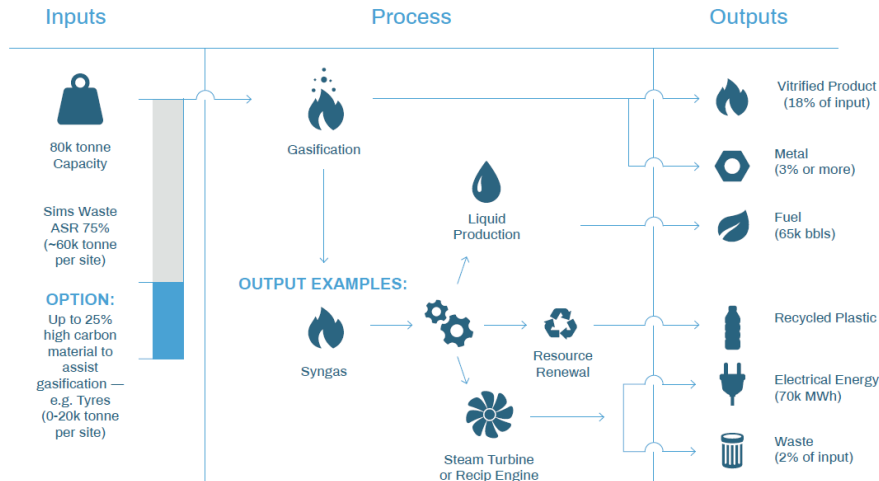 Inputs
Process
Outputs
80k tonne
Capacity
Sims Waste
ASR 75%
(~60k tonne
per site)
OPTION:
Up to 25%
high carbon
material to
assist
gasification —
e.g. Tyres
(0-20k tonne
per site)
Gasification
Liquid
Production
OUTPUT EXAMPLES:
Syngas
Resource
Renewal
Steam Turbine
or Recip Engine
Vitrified Product
(18% of input)
Metal
(3% or more)
Fuel
(65k bbls)
Recycled Plastic
Electrical Energy
(70k MWh)
Waste
(2% of input)